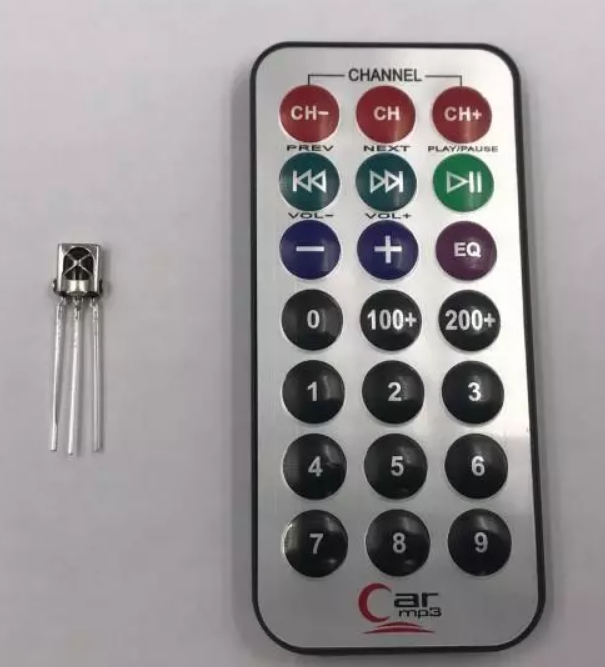 CHANNEL
CH- CH CH+
PREV NEXT PLAY/PAUSE
VOL- VOL+
− + EQ
0 100+ 200+
1 2 3
4 5 6
7 8 9
Car
mp3